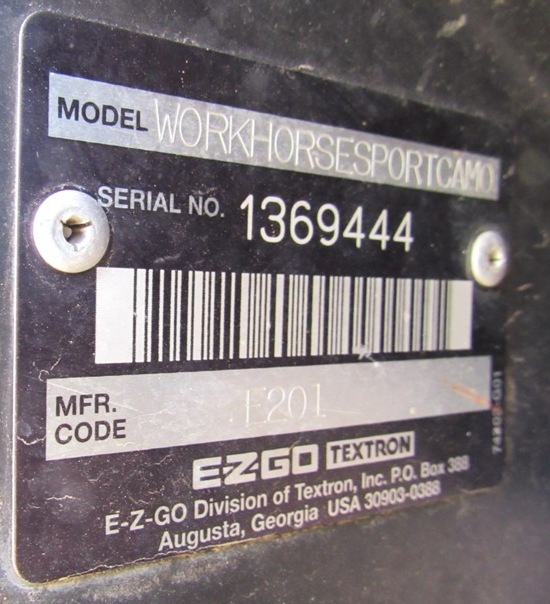 MODEL WORKHORSESPORTCAMO
SERIAL NO. 1369444
MFR.
CODE E201
E-Z-GO TEXTRON
E-Z-GO Division of Textron, Inc. P.O. Box 388
Augusta, Georgia USA 30903-0388